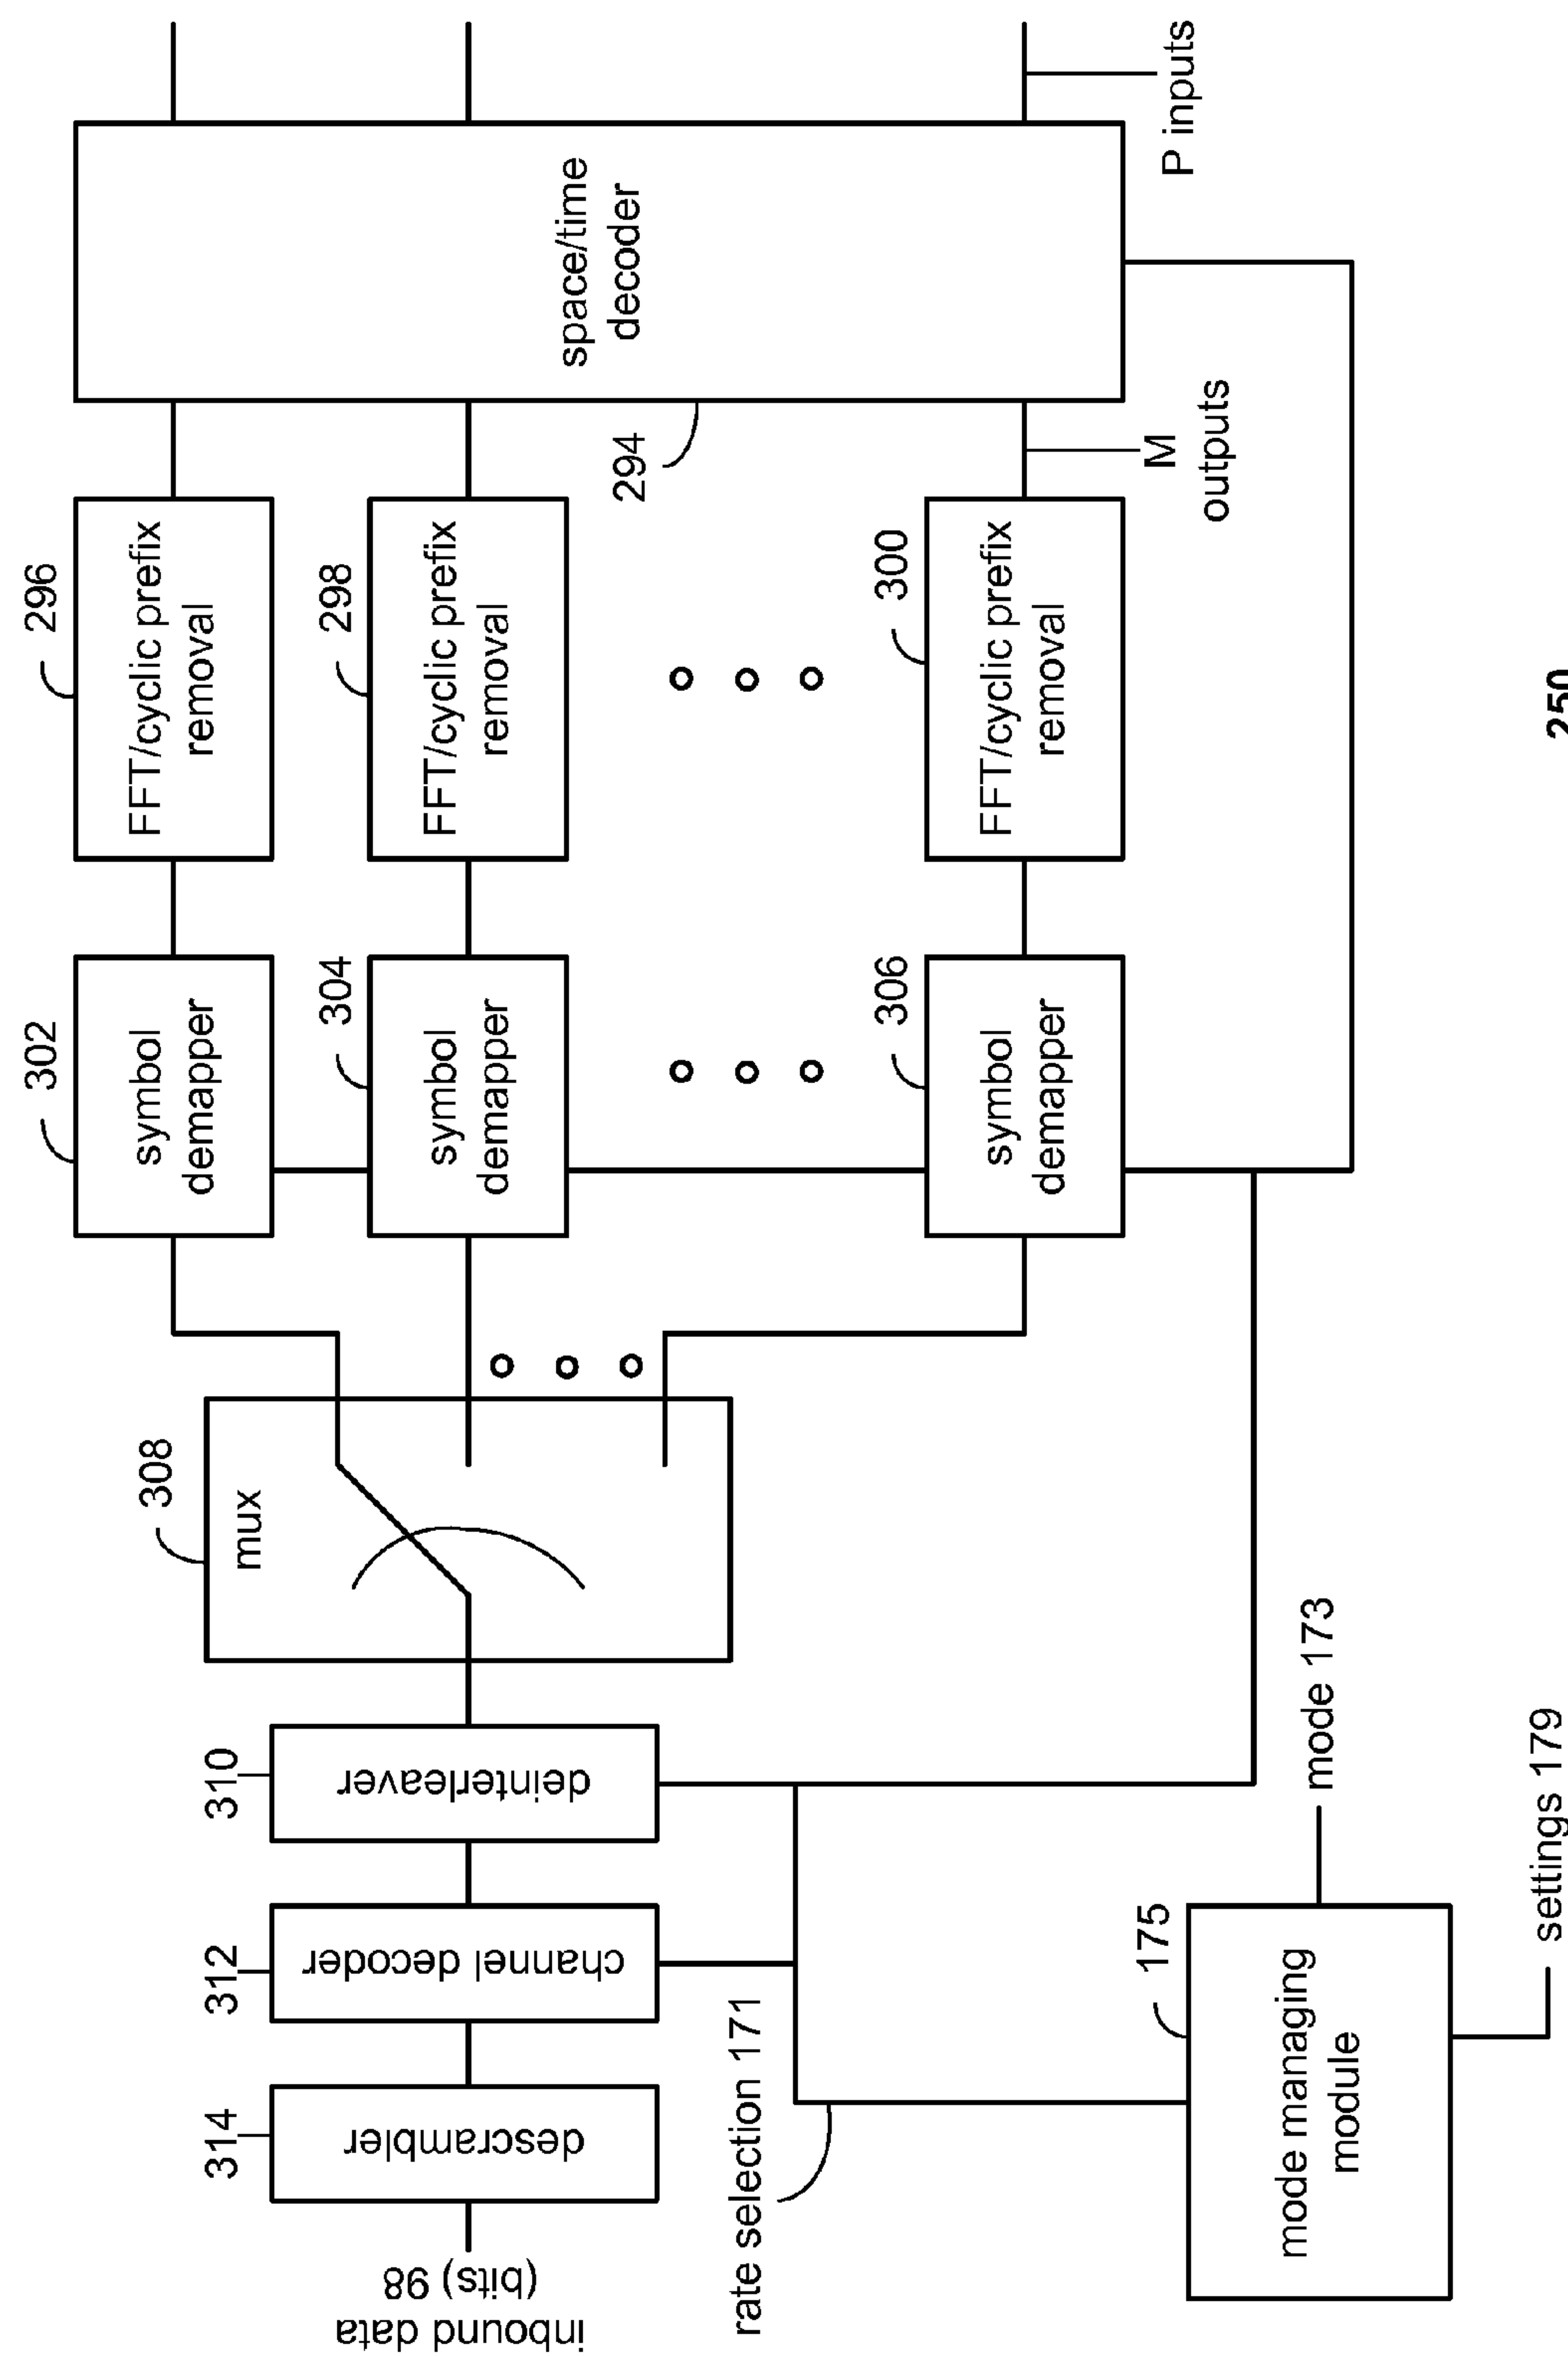 296
298
300
302
304
306
FFT/cyclic prefix
removal
FFT/cyclic prefix
removal
FFT/cyclic prefix
removal
symbol
demapper
symbol
demapper
symbol
demapper
space/time
decoder
294
M
outputs
P inputs
308
mux
310
deinterleaver
312
channel decoder
314
descrambler
inbound data
(bits) 98
rate selection 171
175
mode managing
module
mode 173
settings 179
250